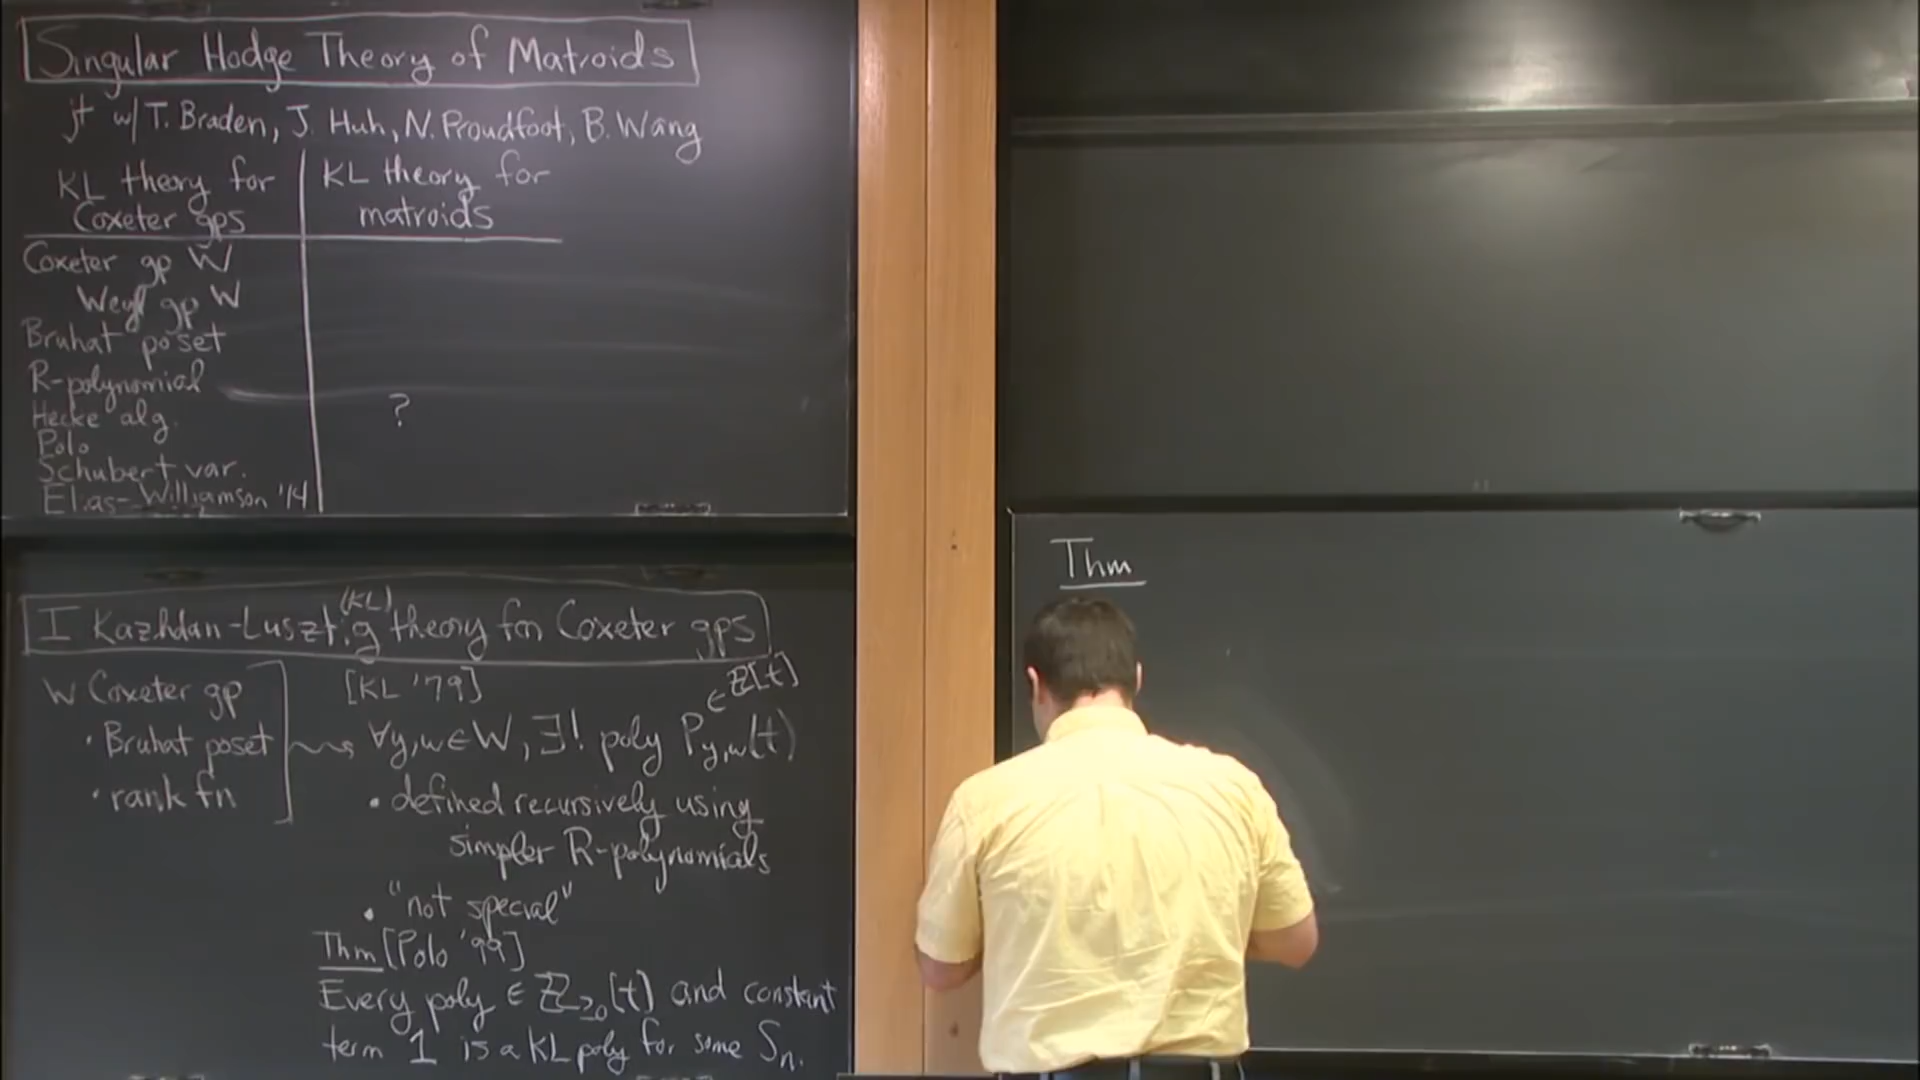 Singular Hodge Theory of Matroids
jt w/ T. Braden, J. Huh, N. Proudfoot, B. Wang
KL theory for Coxeter gps
KL theory for matroids
Coxeter gp W
Weyl gp W
Bruhat poset
R-polynomial
Hecke alg.
Polo
Schubert var.
Elias-Williamson '14
?
I Kazhdan-Lusztig (KL) theory for Coxeter gps
W Coxeter gp
· Bruhat poset
· rank fn
[KL '79]
∀y,w∈W, ∃! poly P_{y,w}(t) ∈ ℤ[t]
• defined recursively using
simpler R-polynomials
• "not special"
Thm [Polo '99]
Every poly ∈ ℤ≥0[t] and constant
term 1 is a KL poly for some Sn.
Thm